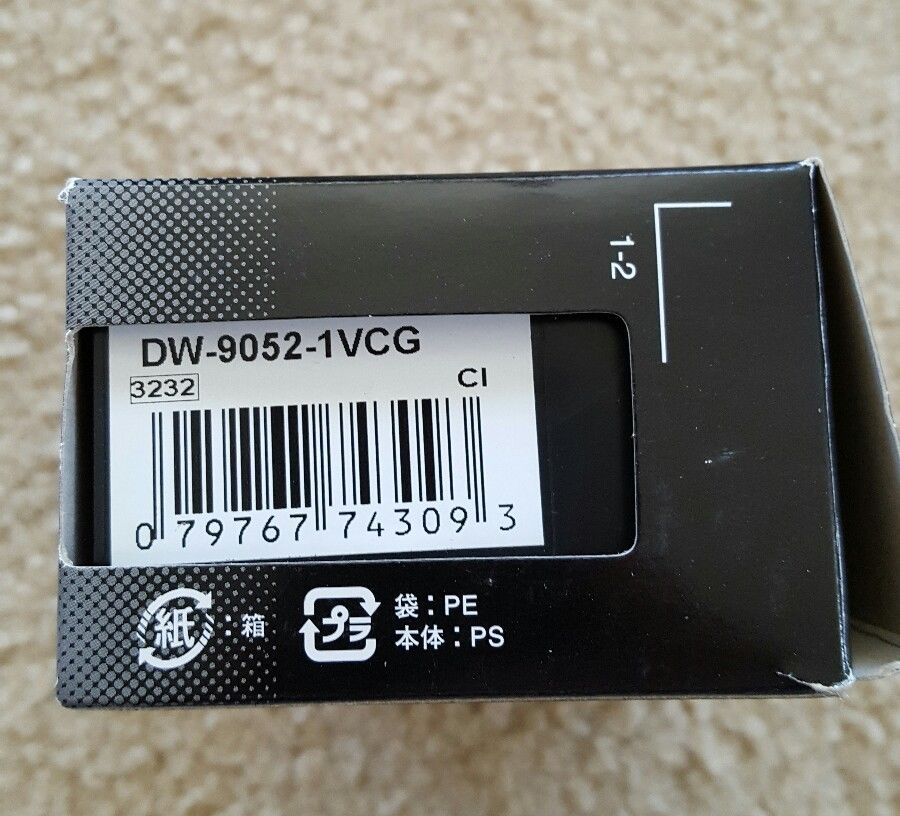 1-2
DW-9052-1VCG
3232 CI
0 79767 74309 3
紙 : 箱
プラ 袋 : PE
本体 : PS